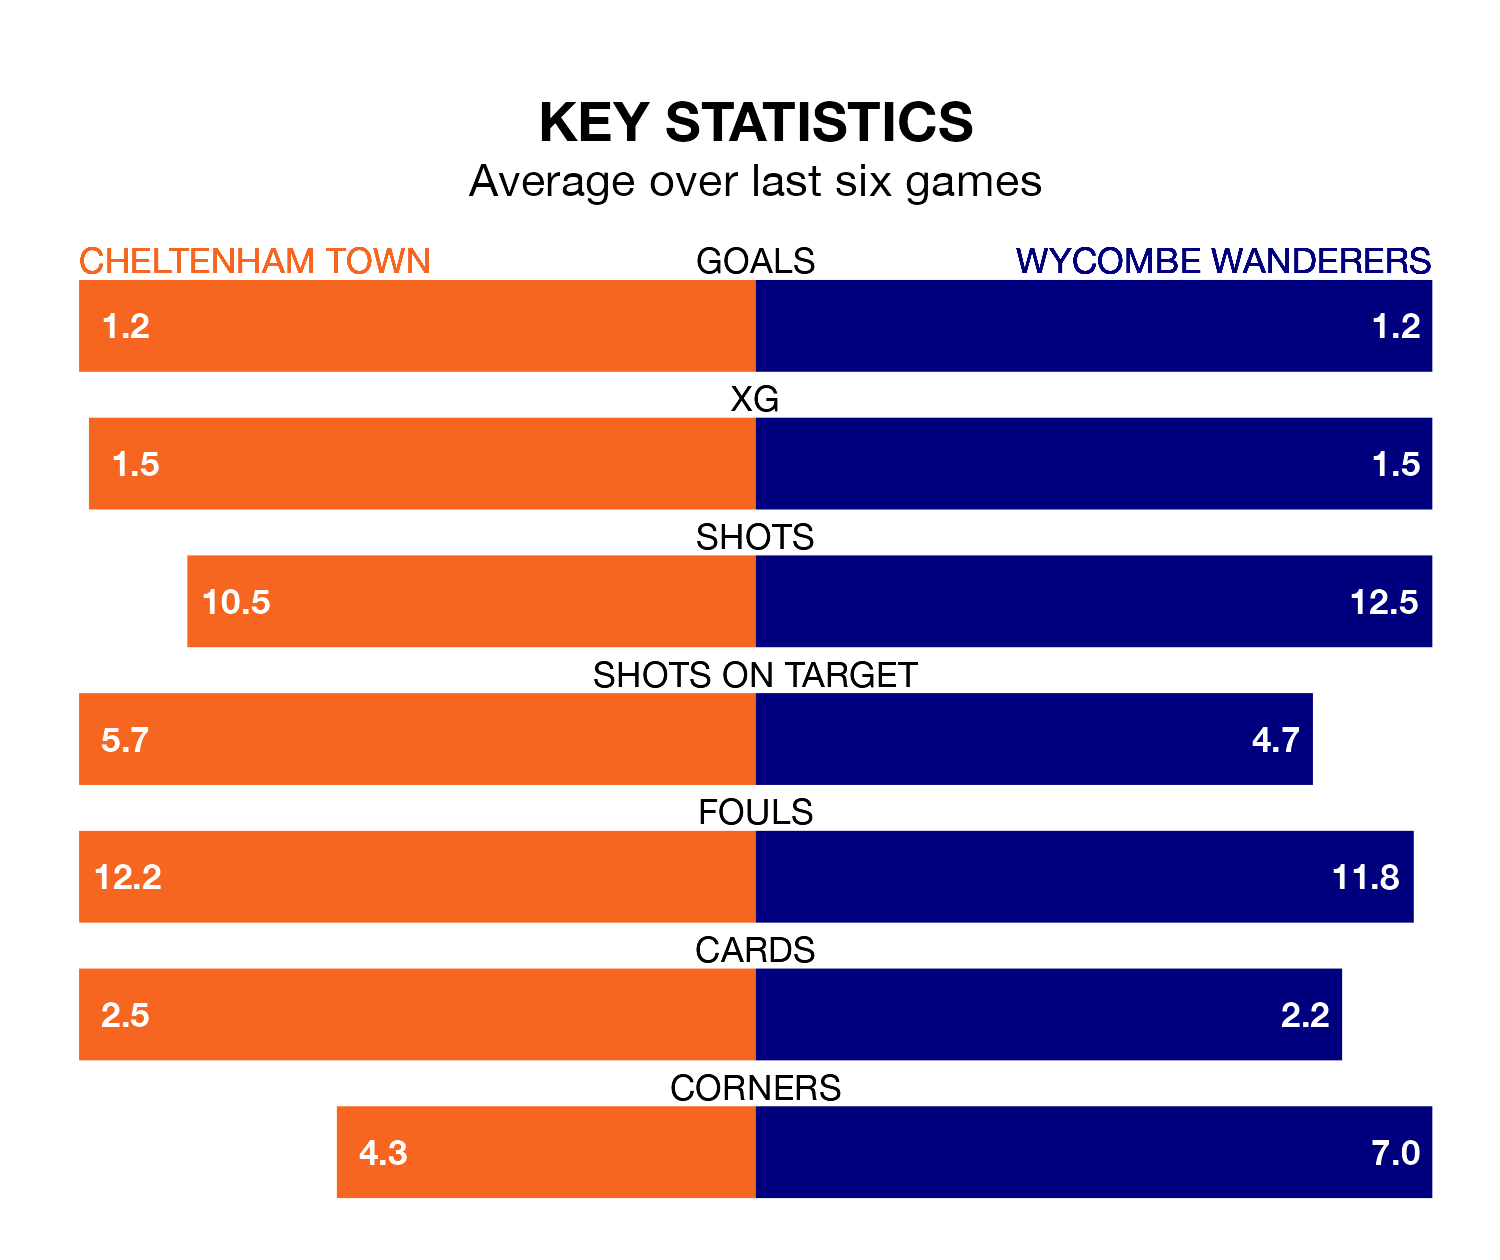 KEY STATISTICS
Average over last six games
CHELTENHAM TOWN GOALS WYCOMBE WANDERERS
1.2 1.2
XG
1.5 1.5
SHOTS
10.5 12.5
SHOTS ON TARGET
5.7 4.7
FOULS
12.2 11.8
CARDS
2.5 2.2
CORNERS
4.3 7.0